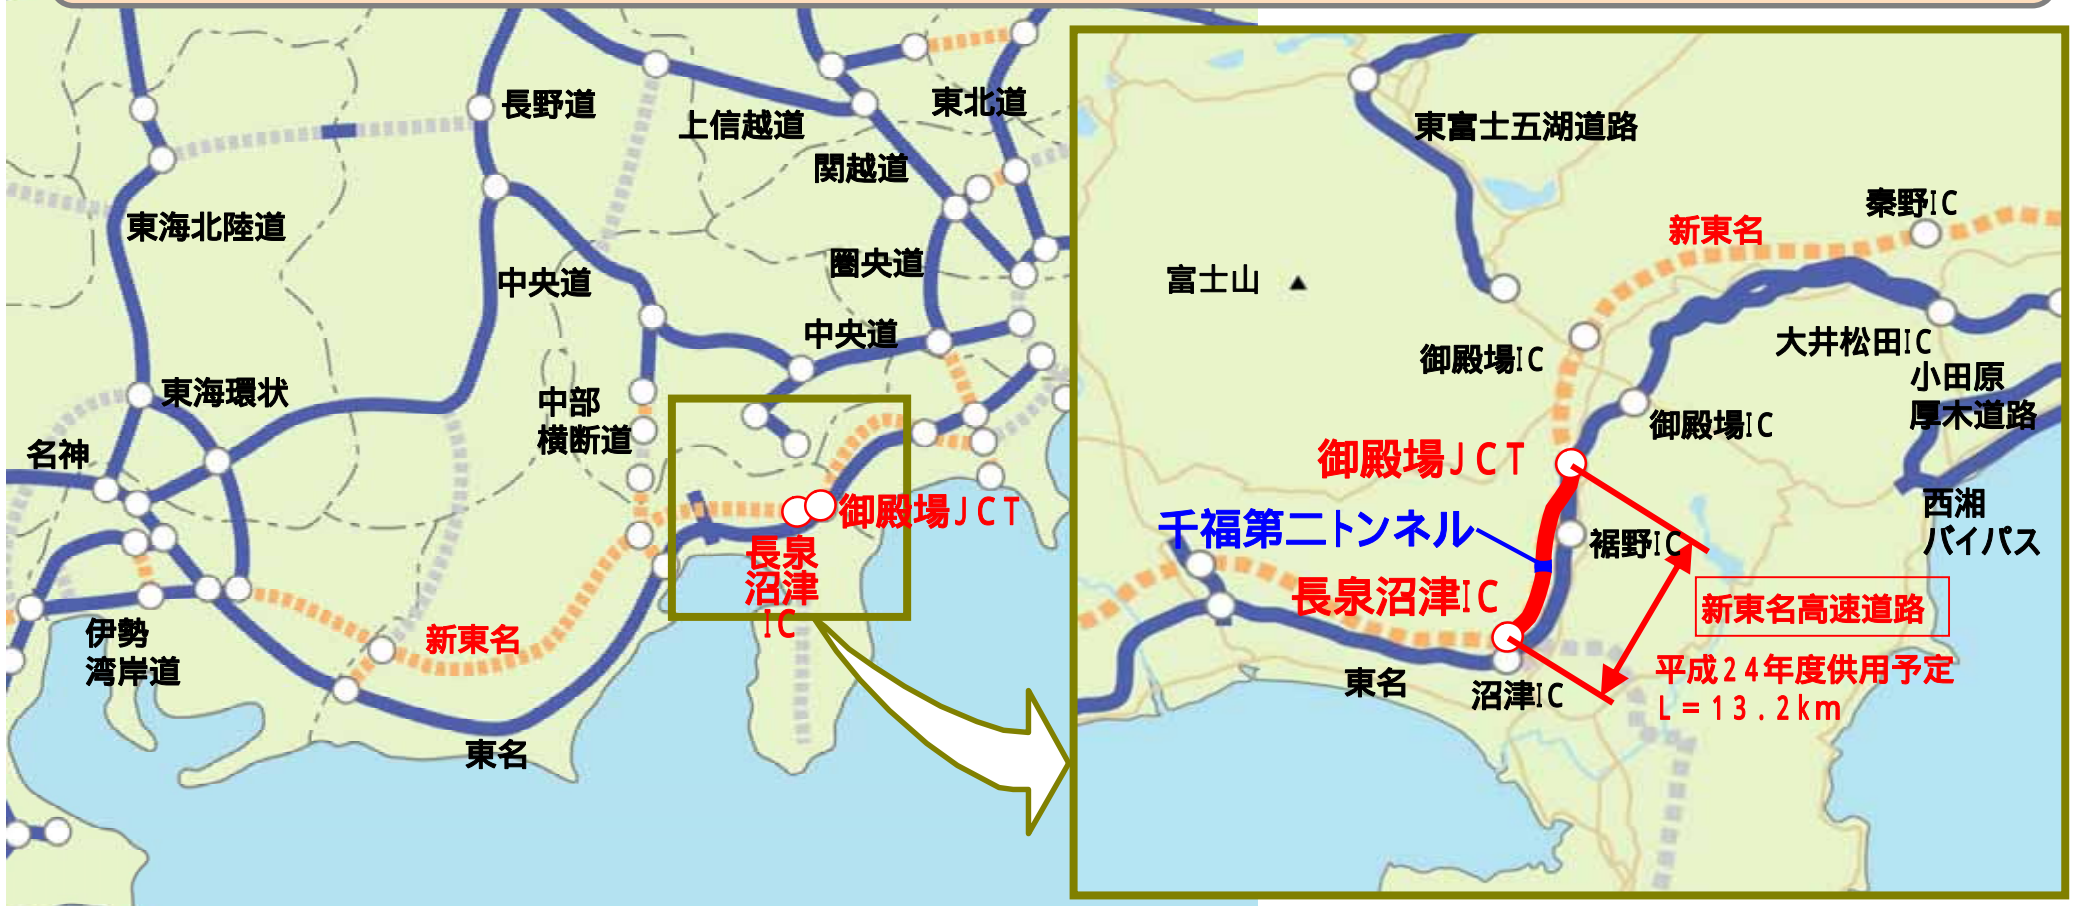 長野道
上信越道
東北道
関越道
東海北陸道
圏央道
中央道
中央道
東海環状
中部
横断道
名神
御殿場JCT
長泉
沼津
IC
伊勢
湾岸道
新東名
東名
東富士五湖道路
秦野IC
新東名
富士山
大井松田IC
御殿場IC
小田原
厚木道路
御殿場IC
御殿場JCT
西湘
バイパス
千福第二トンネル
裾野IC
長泉沼津IC
新東名高速道路
平成24年度供用予定
L=13.2km
東名
沼津IC